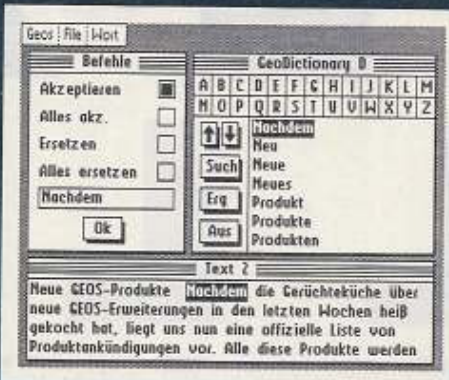 Geos File Wort
Befehle
Akzeptieren
Alles akz.
Ersetzen
Alles ersetzen
Nachdem
Ok
GeoDictionary D
A B C D E F G H I J K L M
N O P Q R S T U V W X Y Z
Such
Erg
Aus
Nachdem
Neu
Neue
Neues
Produkt
Produkte
Produkten
Text 2
Neue GEOS-Produkte Nachdem die Gerüchteküche über
neue GEOS-Erweiterungen in den letzten Wochen heiß
gekocht hat, liegt uns nun eine offizielle Liste von
Produktankündigungen vor. Alle diese Produkte werden